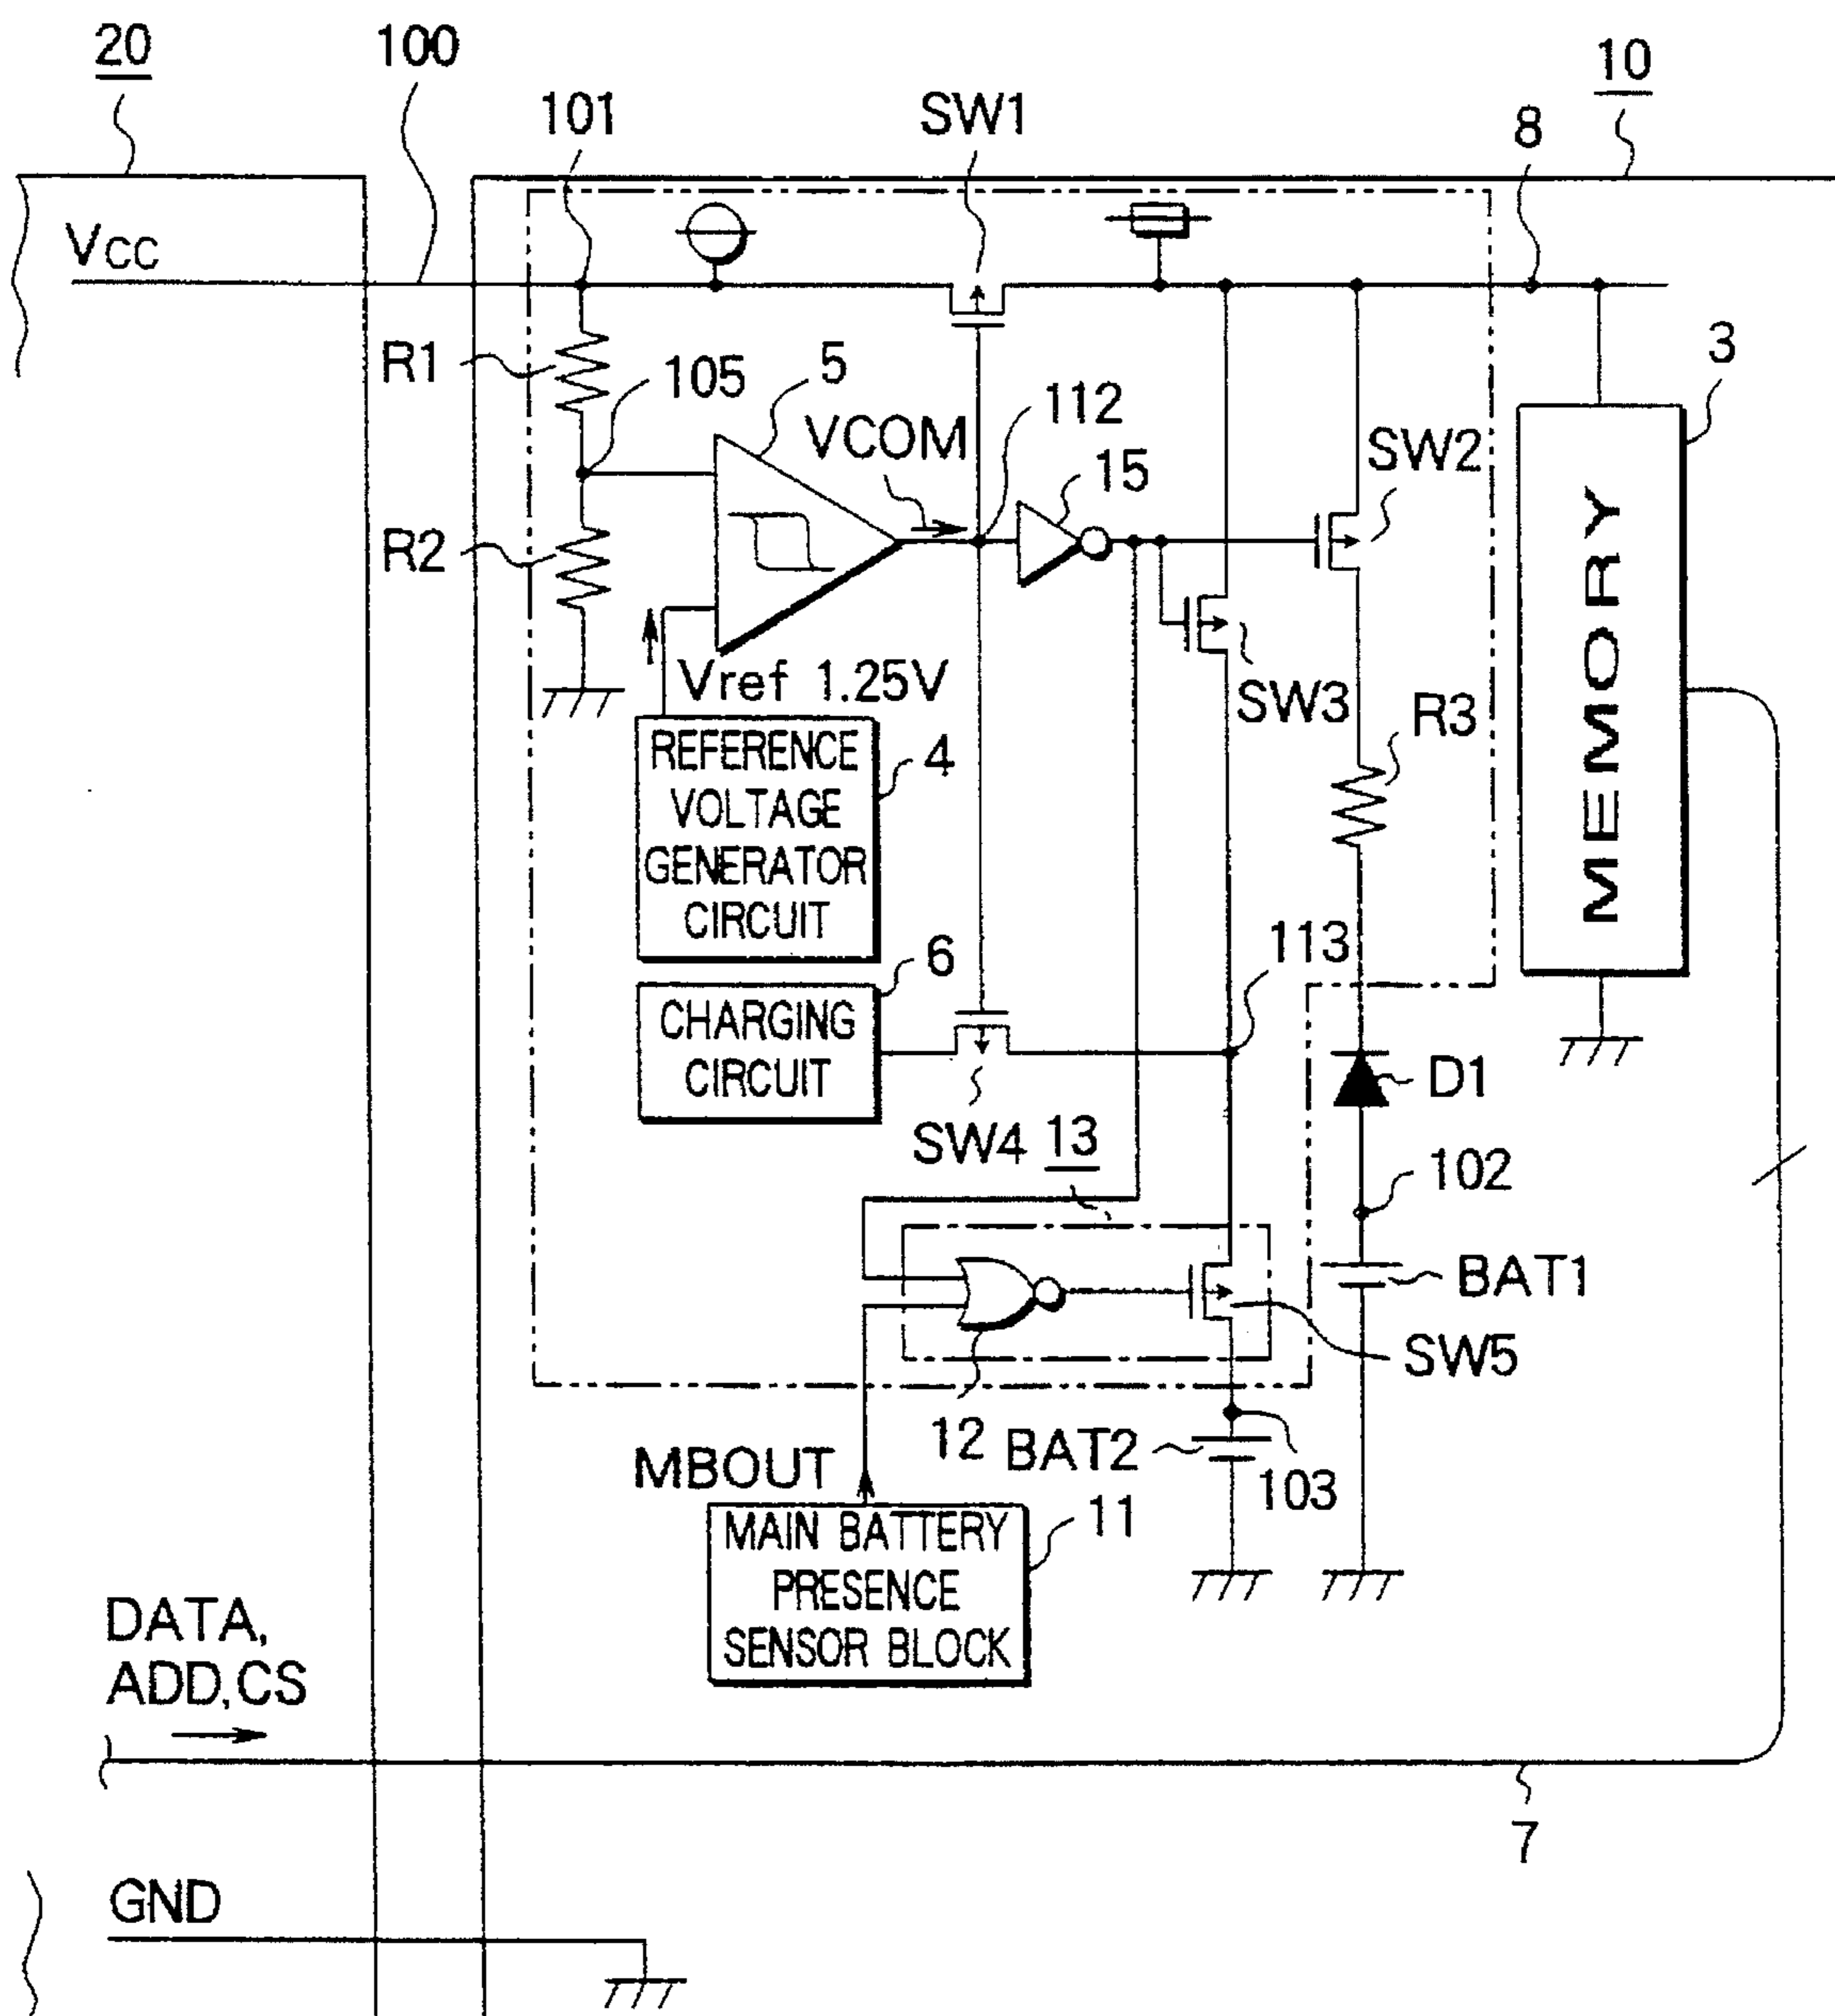 20
100
101
SW1
10
8
VCC
R1
105
5
VCOM
112
15
SW2
3
R2
Vref 1.25V
SW3
R3
MEMORY
REFERENCE
VOLTAGE
GENERATOR
CIRCUIT
4
6
113
CHARGING
CIRCUIT
D1
SW4
13
102
BAT1
SW5
12
BAT2
103
MBOUT
11
MAIN BATTERY
PRESENCE
SENSOR BLOCK
DATA,
ADD,CS
7
GND